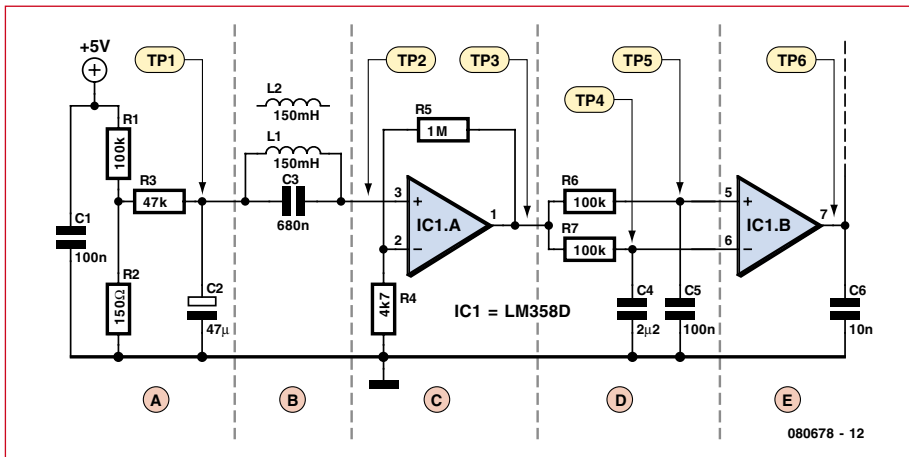 +5V
TP1
TP2
TP3
TP5
TP6
TP4
L2
150mH
L1
150mH
C3
680n
R5
1M
R1
100k
R3
47k
R6
100k
R7
100k
3
+
2
−
IC1.A
1
5
+
6
−
IC1.B
7
C1
100n
R2
150Ω
C2
47µ
R4
4k7
IC1 = LM358D
C4
2µ2
C5
100n
C6
10n
A
B
C
D
E
080678 - 12